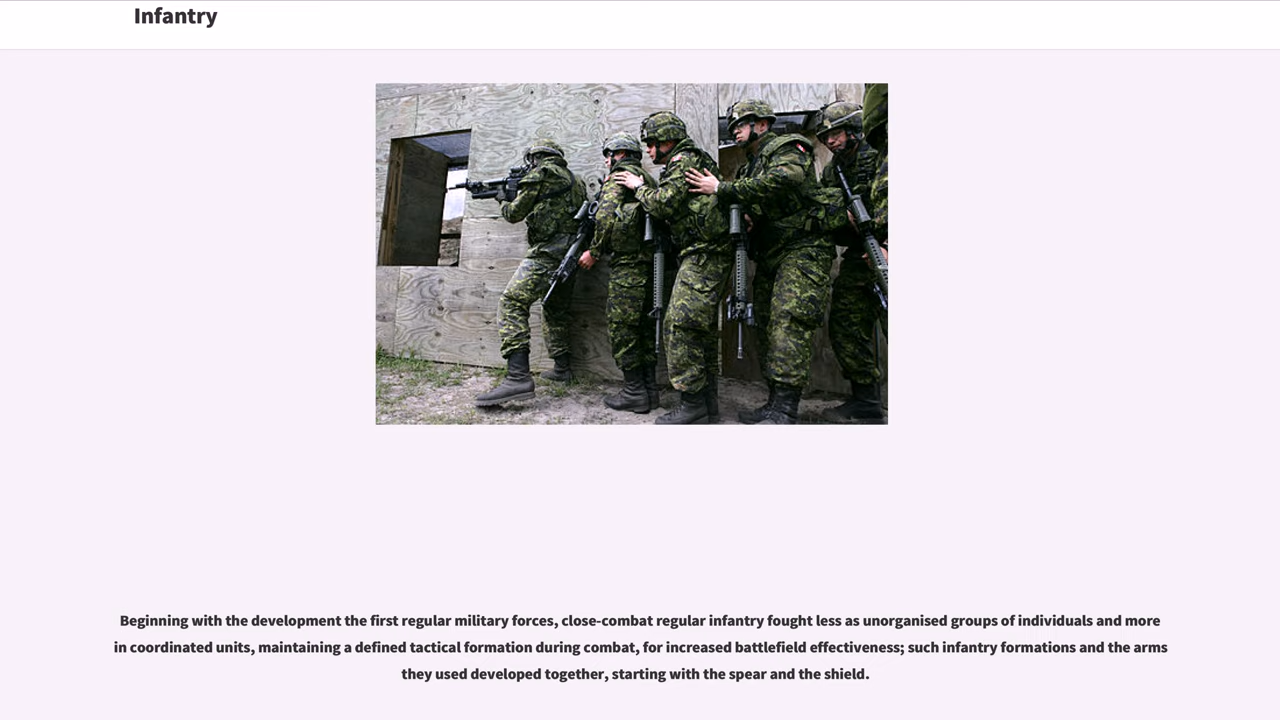 Infantry
Beginning with the development the first regular military forces, close-combat regular infantry fought less as unorganised groups of individuals and more
in coordinated units, maintaining a defined tactical formation during combat, for increased battlefield effectiveness; such infantry formations and the arms
they used developed together, starting with the spear and the shield.